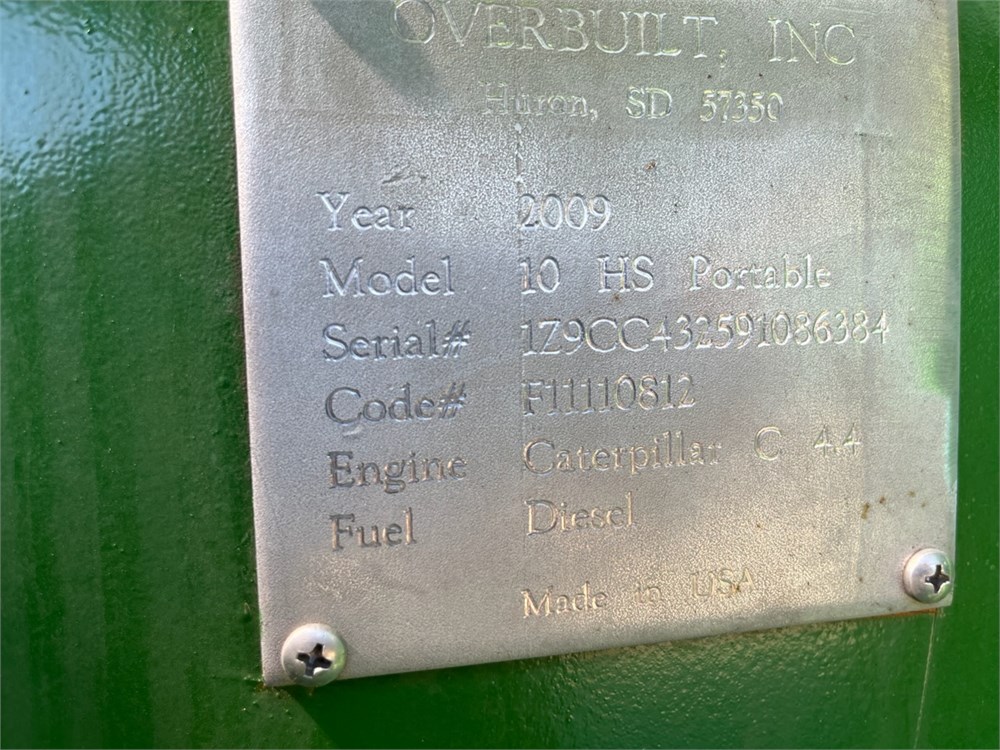 OVERBUILT, INC
Huron, SD 57350
Year 2009
Model 10 HS Portable
Serial# 1Z9CC432591086384
Code# F11110812
Engine Caterpillar C 4.4
Fuel Diesel
Made in USA